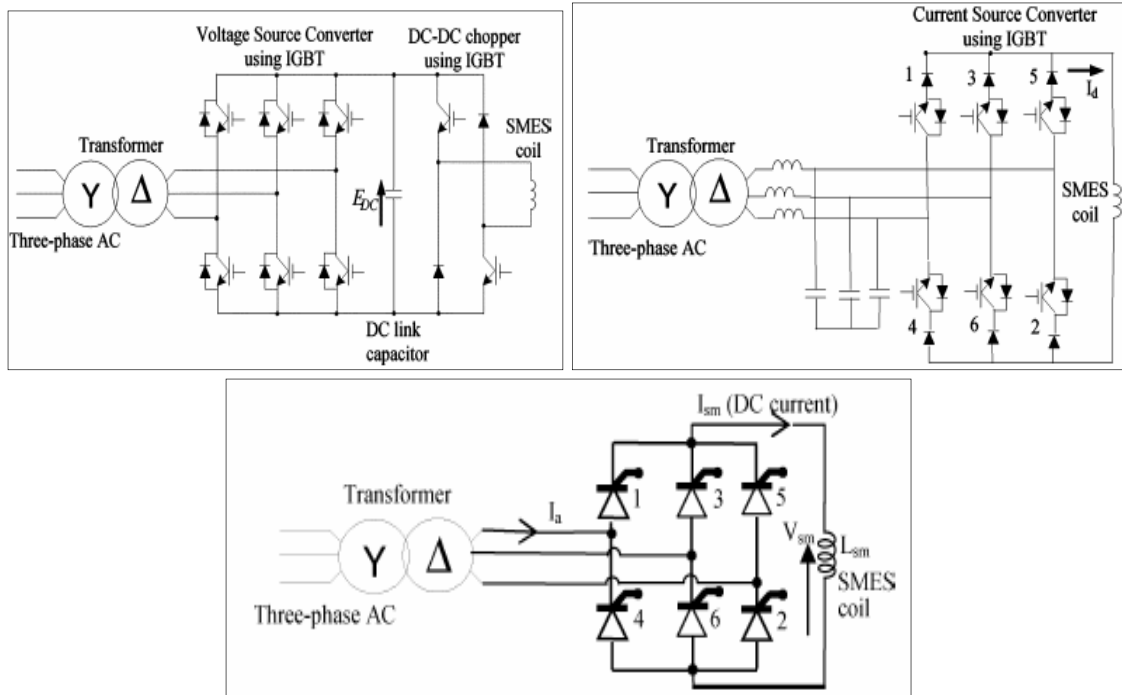 Voltage Source Converter
using IGBT
DC-DC chopper
using IGBT
SMES
coil
Transformer
Y Δ
E_DC
Three-phase AC
DC link
capacitor
Current Source Converter
using IGBT
1 3 5
I_d
Transformer
Y Δ
SMES
coil
Three-phase AC
4 6 2
I_sm (DC current)
1 3 5
Transformer
I_a
Y Δ
V_sm
L_sm
SMES
coil
Three-phase AC
4 6 2